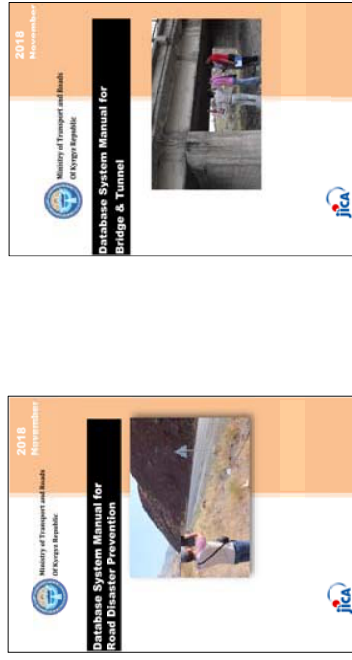 2018
November
Ministry of Transport and Roads
Of Kyrgyz Republic
Database System Manual for
Road Disaster Prevention
jICA
2018
November
Ministry of Transport and Roads
Of Kyrgyz Republic
Database System Manual for
Bridge & Tunnel
jICA